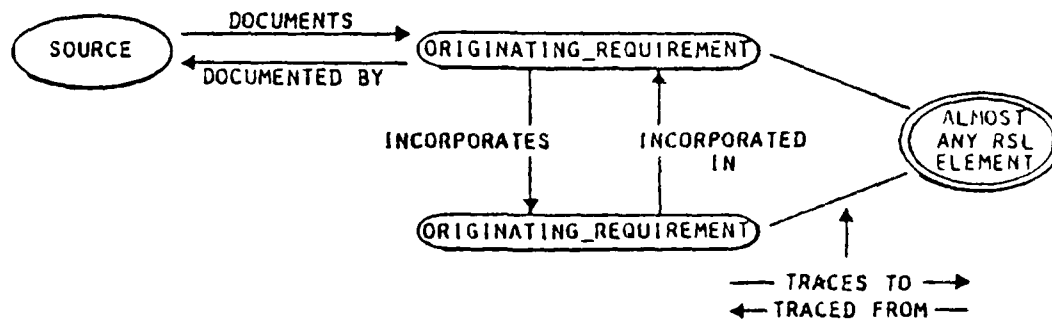 DOCUMENTS
SOURCE
ORIGINATING_REQUIREMENT
DOCUMENTED BY
ALMOST
ANY RSL
ELEMENT
INCORPORATES
INCORPORATED
IN
ORIGINATING_REQUIREMENT
TRACES TO
TRACED FROM